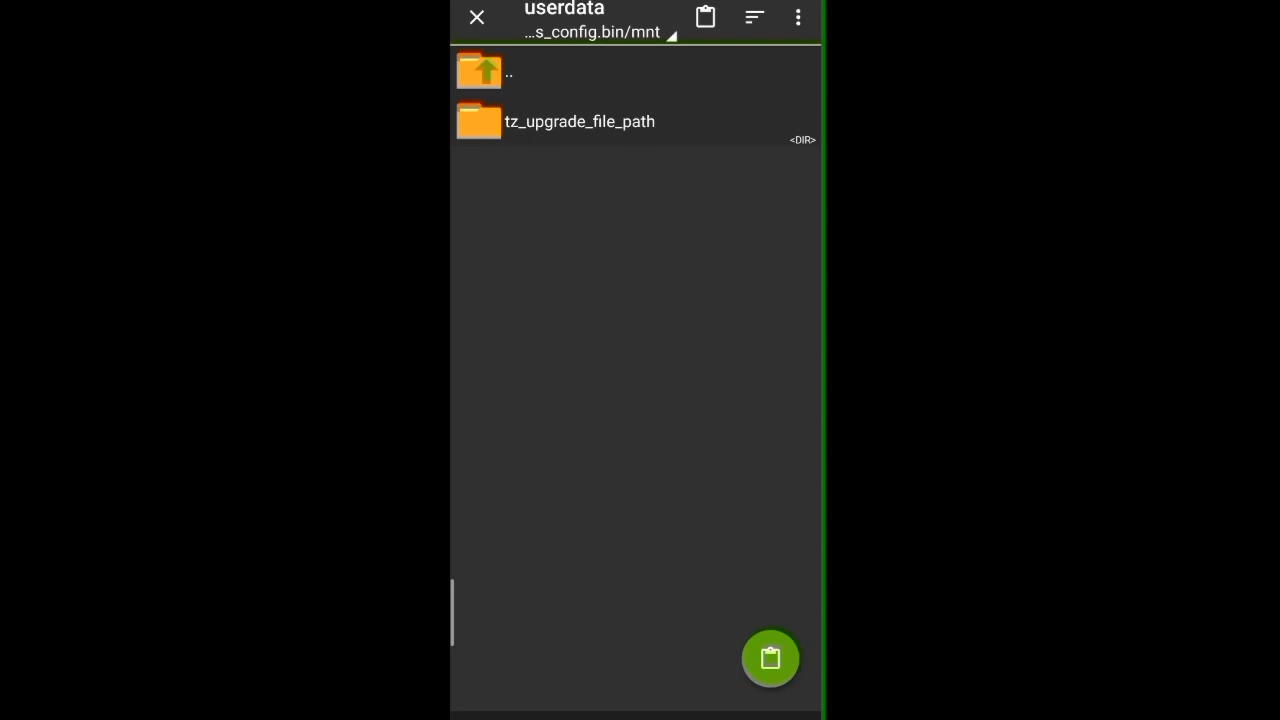 userdata
…s_config.bin/mnt
..
tz_upgrade_file_path
<DIR>